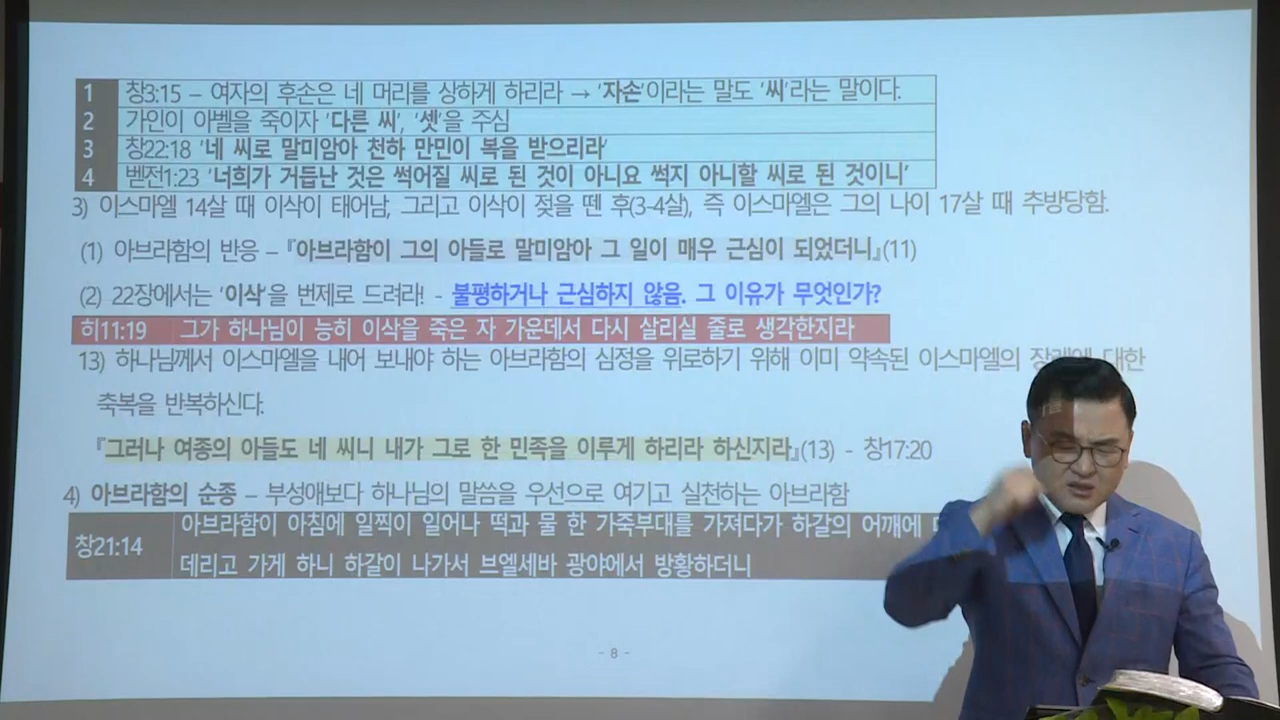 1 창3:15 – 여자의 후손은 네 머리를 상하게 하리라 → '자손'이라는 말도 '씨'라는 말이다.
2 가인이 아벨을 죽이자 '다른 씨', '셋'을 주심
3 창22:18 '네 씨로 말미암아 천하 만민이 복을 받으리라'
4 벧전1:23 '너희가 거듭난 것은 썩어질 씨로 된 것이 아니요 썩지 아니할 씨로 된 것이니'
3) 이스마엘 14살 때 이삭이 태어남, 그리고 이삭이 젖을 뗀 후(3-4살), 즉 이스마엘은 그의 나이 17살 때 추방당함.
(1) 아브라함의 반응 – 『아브라함이 그의 아들로 말미암아 그 일이 매우 근심이 되었더니』(11)
(2) 22장에서는 '이삭'을 번제로 드려라! - 불평하거나 근심하지 않음. 그 이유가 무엇인가?
히11:19 그가 하나님이 능히 이삭을 죽은 자 가운데서 다시 살리실 줄로 생각한지라
13) 하나님께서 이스마엘을 내어 보내야 하는 아브라함의 심정을 위로하기 위해 이미 약속된 이스마엘의 장래에 대한
축복을 반복하신다.
『그러나 여종의 아들도 네 씨니 내가 그로 한 민족을 이루게 하리라 하신지라』(13) - 창17:20
4) 아브라함의 순종 – 부성애보다 하나님의 말씀을 우선으로 여기고 실천하는 아브라함
창21:14 아브라함이 아침에 일찍이 일어나 떡과 물 한 가죽부대를 가져다가 하갈의 어깨에
데리고 가게 하니 하갈이 나가서 브엘세바 광야에서 방황하더니
- 8 -